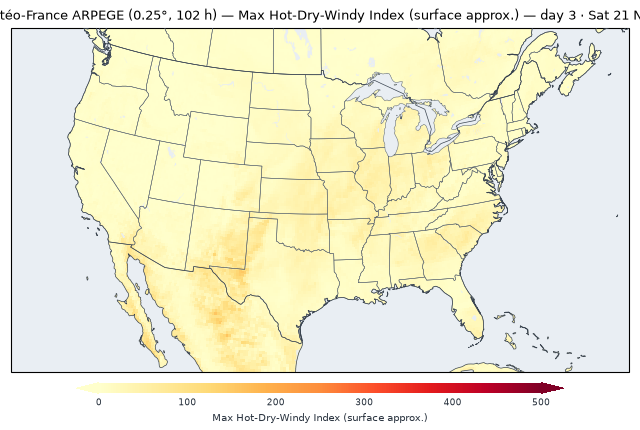 téo-France ARPEGE (0.25°, 102 h) — Max Hot-Dry-Windy Index (surface approx.) — day 3 · Sat 21 N
0 100 200 300 400 500
Max Hot-Dry-Windy Index (surface approx.)